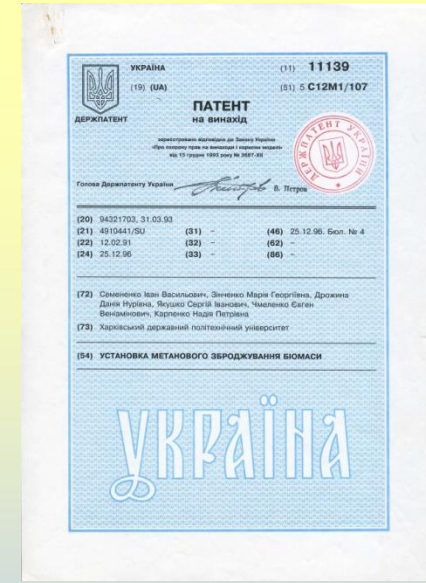 УКРАЇНА
(19) (UA)
(11) 11139
(51) 5 C12M1/107
ДЕРЖПАТЕНТ
ПАТЕНТ
на винахід
зареєстровано відповідно до Закону України
«Про охорону прав на винаходи і корисні моделі»
від 15 грудня 1993 року № 3687-XII
Голова Держпатенту України
В. Петров
ДЕРЖПАТЕНТ УКРАЇНИ
(20) 94321703, 31.03.93
(21) 4910441/SU (31) – (46) 25.12.96. Бюл. № 4
(22) 12.02.91 (32) – (62) –
(24) 25.12.96 (33) – (86) –
(72) Семененко Іван Васильович, Зінченко Марія Георгіївна, Дрожина
Данія Нурівна, Якушко Сергій Іванович, Чмеленко Євген
Веніамінович, Карпенко Надія Петрівна
(73) Харківський державний політехнічний університет
(54) УСТАНОВКА МЕТАНОВОГО ЗБРОДЖУВАННЯ БІОМАСИ
УКРАЇНА